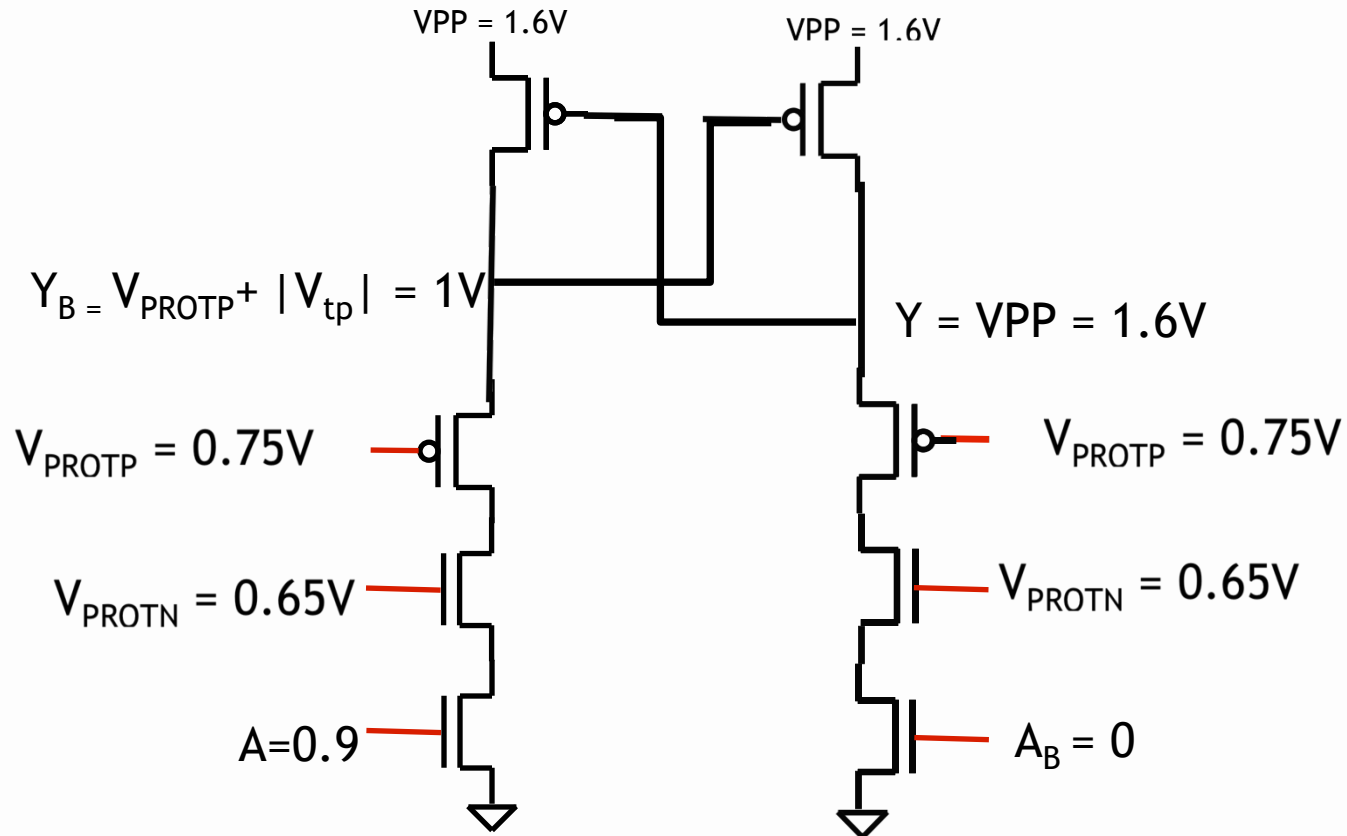 VPP = 1.6V
VPP = 1.6V
Y_B = V_PROTP + |V_tp| = 1V
Y = VPP = 1.6V
V_PROTP = 0.75V
V_PROTP = 0.75V
V_PROTN = 0.65V
V_PROTN = 0.65V
A=0.9
A_B = 0